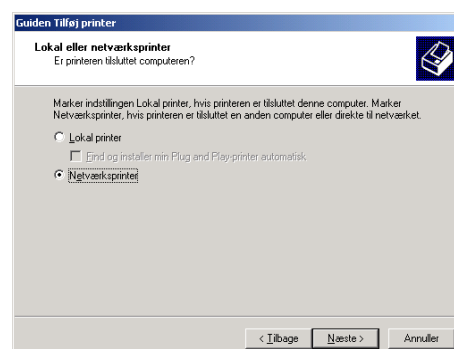 Guiden Tilføj printer
Lokal eller netværksprinter
Er printeren tilsluttet computeren?
Marker indstillingen Lokal printer, hvis printeren er tilsluttet denne computer. Marker
Netværksprinter, hvis printeren er tilsluttet en anden computer eller direkte til netværket.
Lokal printer
Find og installer min Plug and Play-printer automatisk
Netværksprinter
< Tilbage
Næste >
Annuller